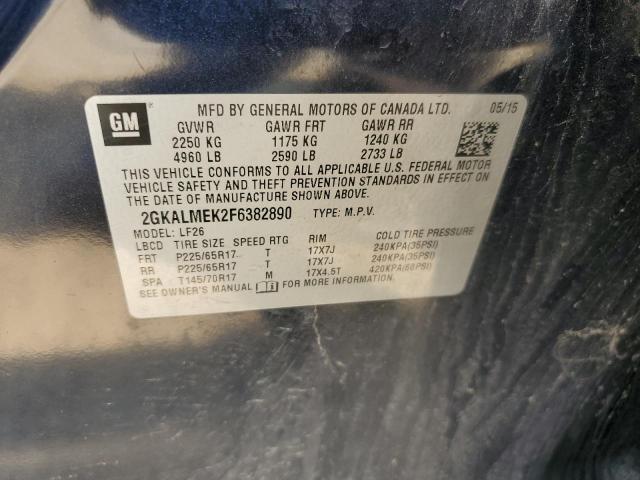 GM
MFD BY GENERAL MOTORS OF CANADA LTD. 05/15
GVWR GAWR FRT GAWR RR
2250 KG 1175 KG 1240 KG
4960 LB 2590 LB 2733 LB
THIS VEHICLE CONFORMS TO ALL APPLICABLE U.S. FEDERAL MOTOR
VEHICLE SAFETY AND THEFT PREVENTION STANDARDS IN EFFECT ON
THE DATE OF MANUFACTURE SHOWN ABOVE.
2GKALMEK2F6382890 TYPE: M.P.V.
MODEL: LF26
LBCD TIRE SIZE SPEED RTG RIM COLD TIRE PRESSURE
FRT P225/65R17 T 17X7J 240KPA(35PSI)
RR P225/65R17 T 17X7J 240KPA(35PSI)
SPA T145/70R17 M 17X4.5T 420KPA(60PSI)
SEE OWNER'S MANUAL FOR MORE INFORMATION.